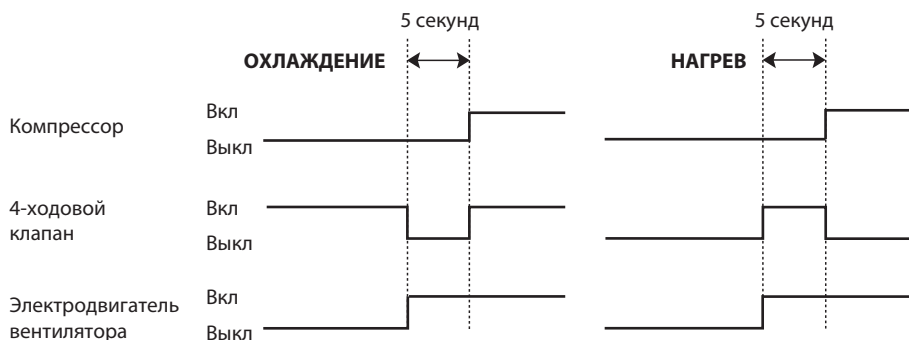 5 секунд
5 секунд
ОХЛАЖДЕНИЕ
НАГРЕВ
Компрессор
Вкл
Выкл
4-ходовой
клапан
Вкл
Выкл
Электродвигатель
вентилятора
Вкл
Выкл